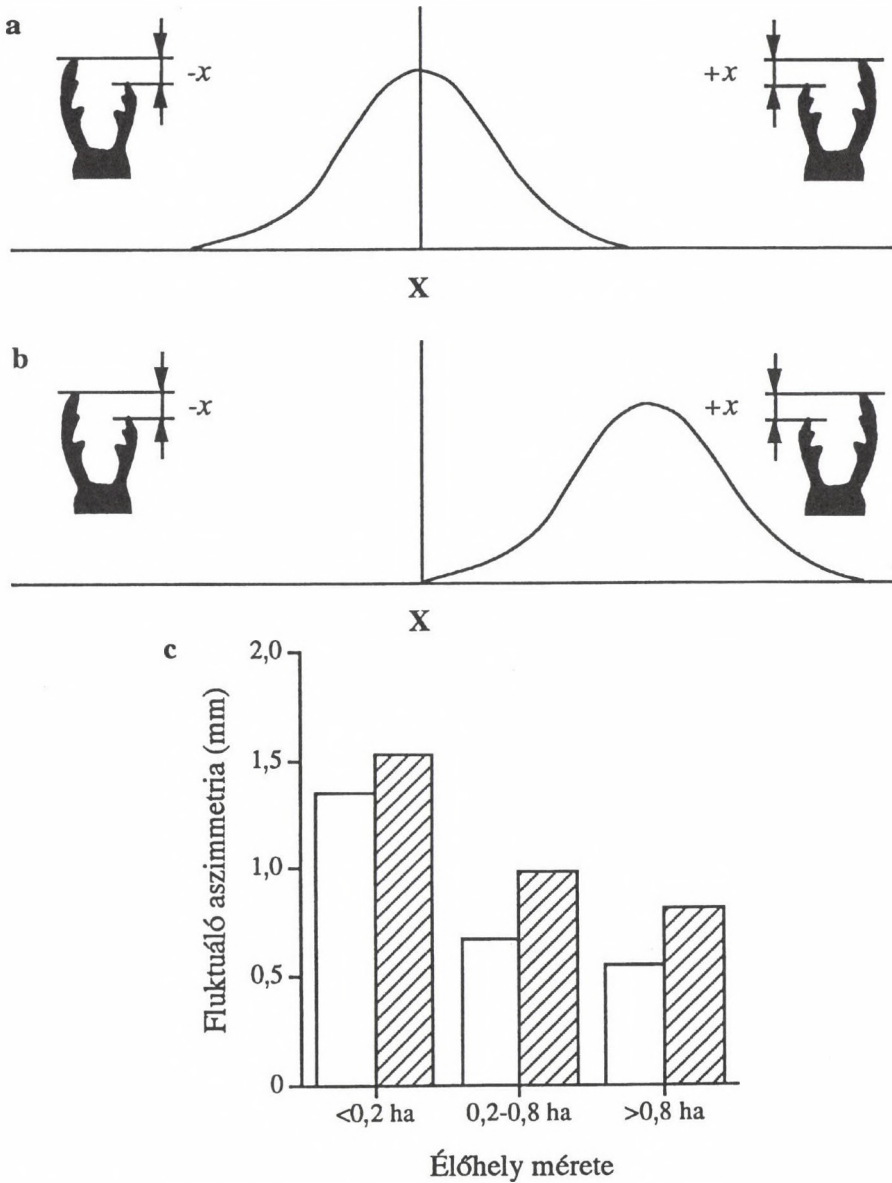 a
-x
+x
X
b
-x
+x
X
c
Fluktuáló aszimmetria (mm)
2,0
1,5
1,0
0,5
0
<0,2 ha
0,2-0,8 ha
>0,8 ha
Élőhely mérete